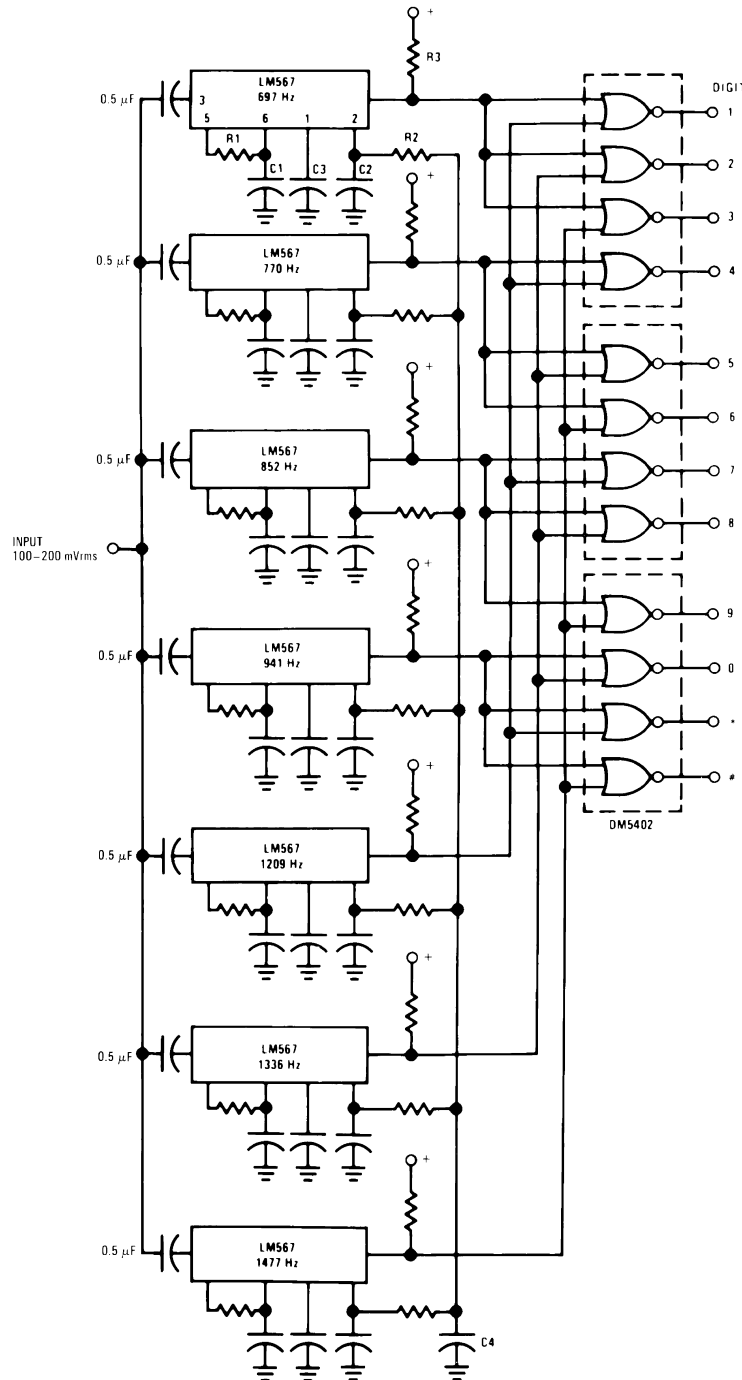 +
R3
LM567
697 Hz
0.5 µF
3
5
6
1
2
R1
C1
C3
C2
R2
DIGIT
1
2
3
4
+
LM567
770 Hz
0.5 µF
+
LM567
852 Hz
0.5 µF
5
6
7
8
INPUT
100–200 mVrms
+
LM567
941 Hz
0.5 µF
9
0
*
#
DM5402
+
LM567
1209 Hz
0.5 µF
+
LM567
1336 Hz
0.5 µF
+
LM567
1477 Hz
0.5 µF
C4